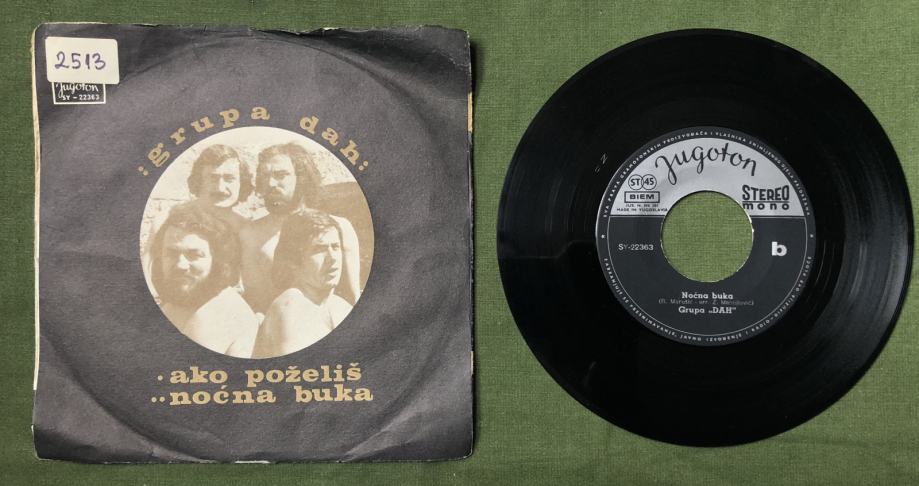 2513
Jugoton
SY-22363
:grupa dah:
. ako poželiš
.. noćna buka
Jugoton
ST 45
BIEM
MADE IN YUGOSLAVIA
STEREO
mono
SY-22363
b
Noćna buka
Grupa „DAH"